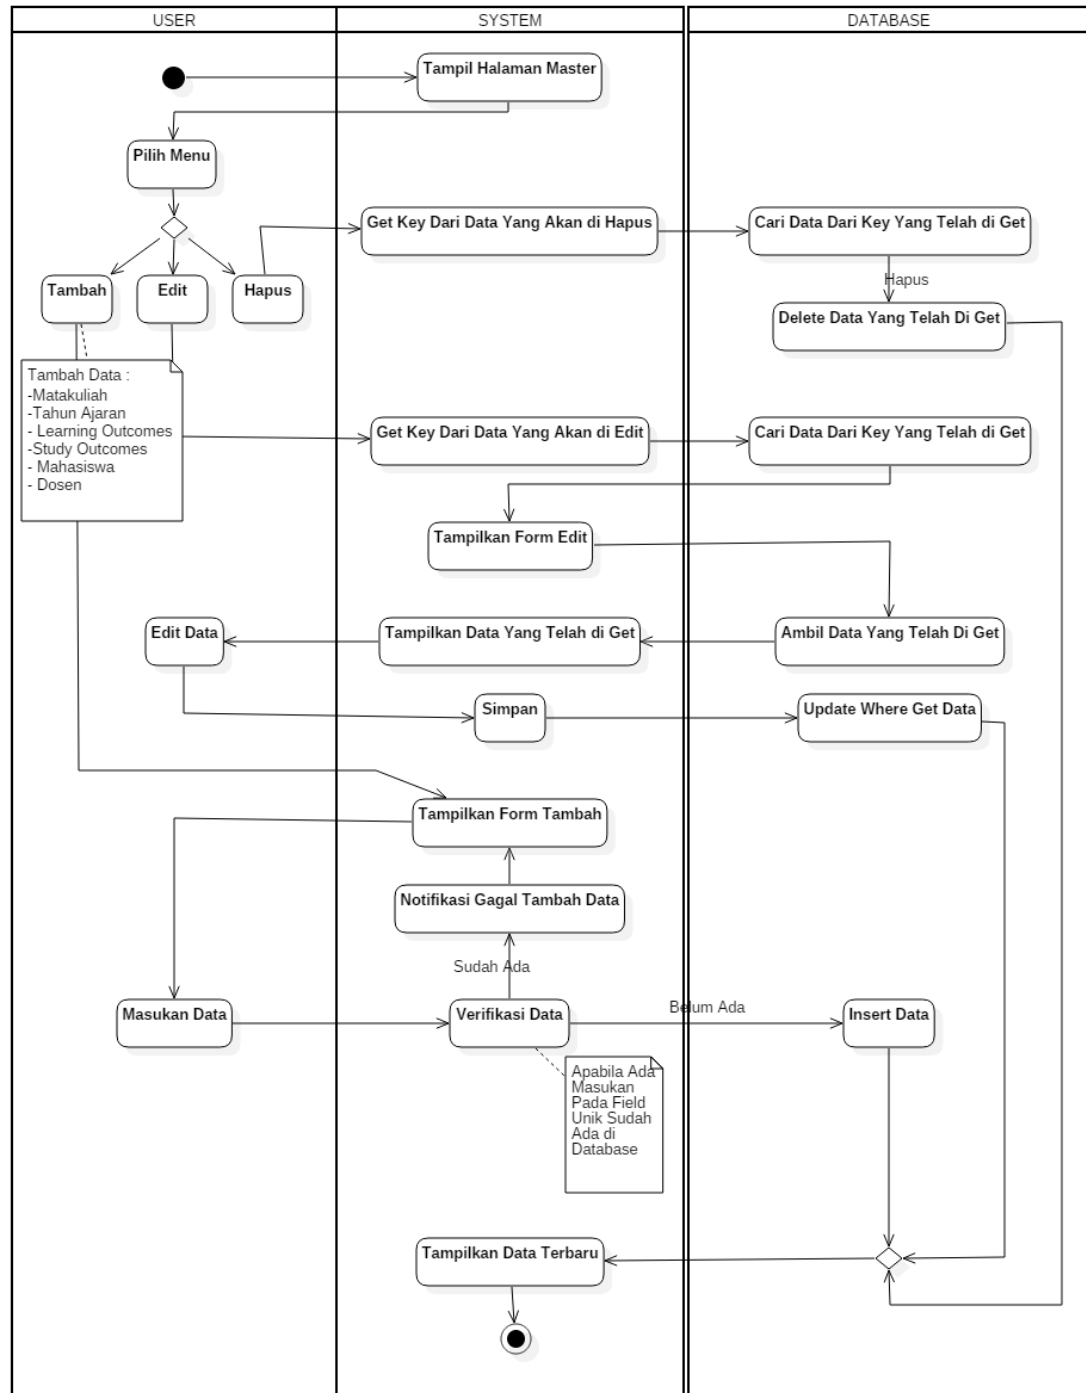 USER
SYSTEM
DATABASE
Tampil Halaman Master
Pilih Menu
Get Key Dari Data Yang Akan di Hapus
Cari Data Dari Key Yang Telah di Get
Tambah
Edit
Hapus
Hapus
Delete Data Yang Telah Di Get
Tambah Data :
-Matakuliah
-Tahun Ajaran
- Learning Outcomes
-Study Outcomes
- Mahasiswa
- Dosen
Get Key Dari Data Yang Akan di Edit
Cari Data Dari Key Yang Telah di Get
Tampilkan Form Edit
Edit Data
Tampilkan Data Yang Telah di Get
Ambil Data Yang Telah Di Get
Simpan
Update Where Get Data
Tampilkan Form Tambah
Notifikasi Gagal Tambah Data
Sudah Ada
Masukan Data
Verifikasi Data
Belum Ada
Insert Data
Apabila Ada
Masukan
Pada Field
Unik Sudah
Ada di
Database
Tampilkan Data Terbaru